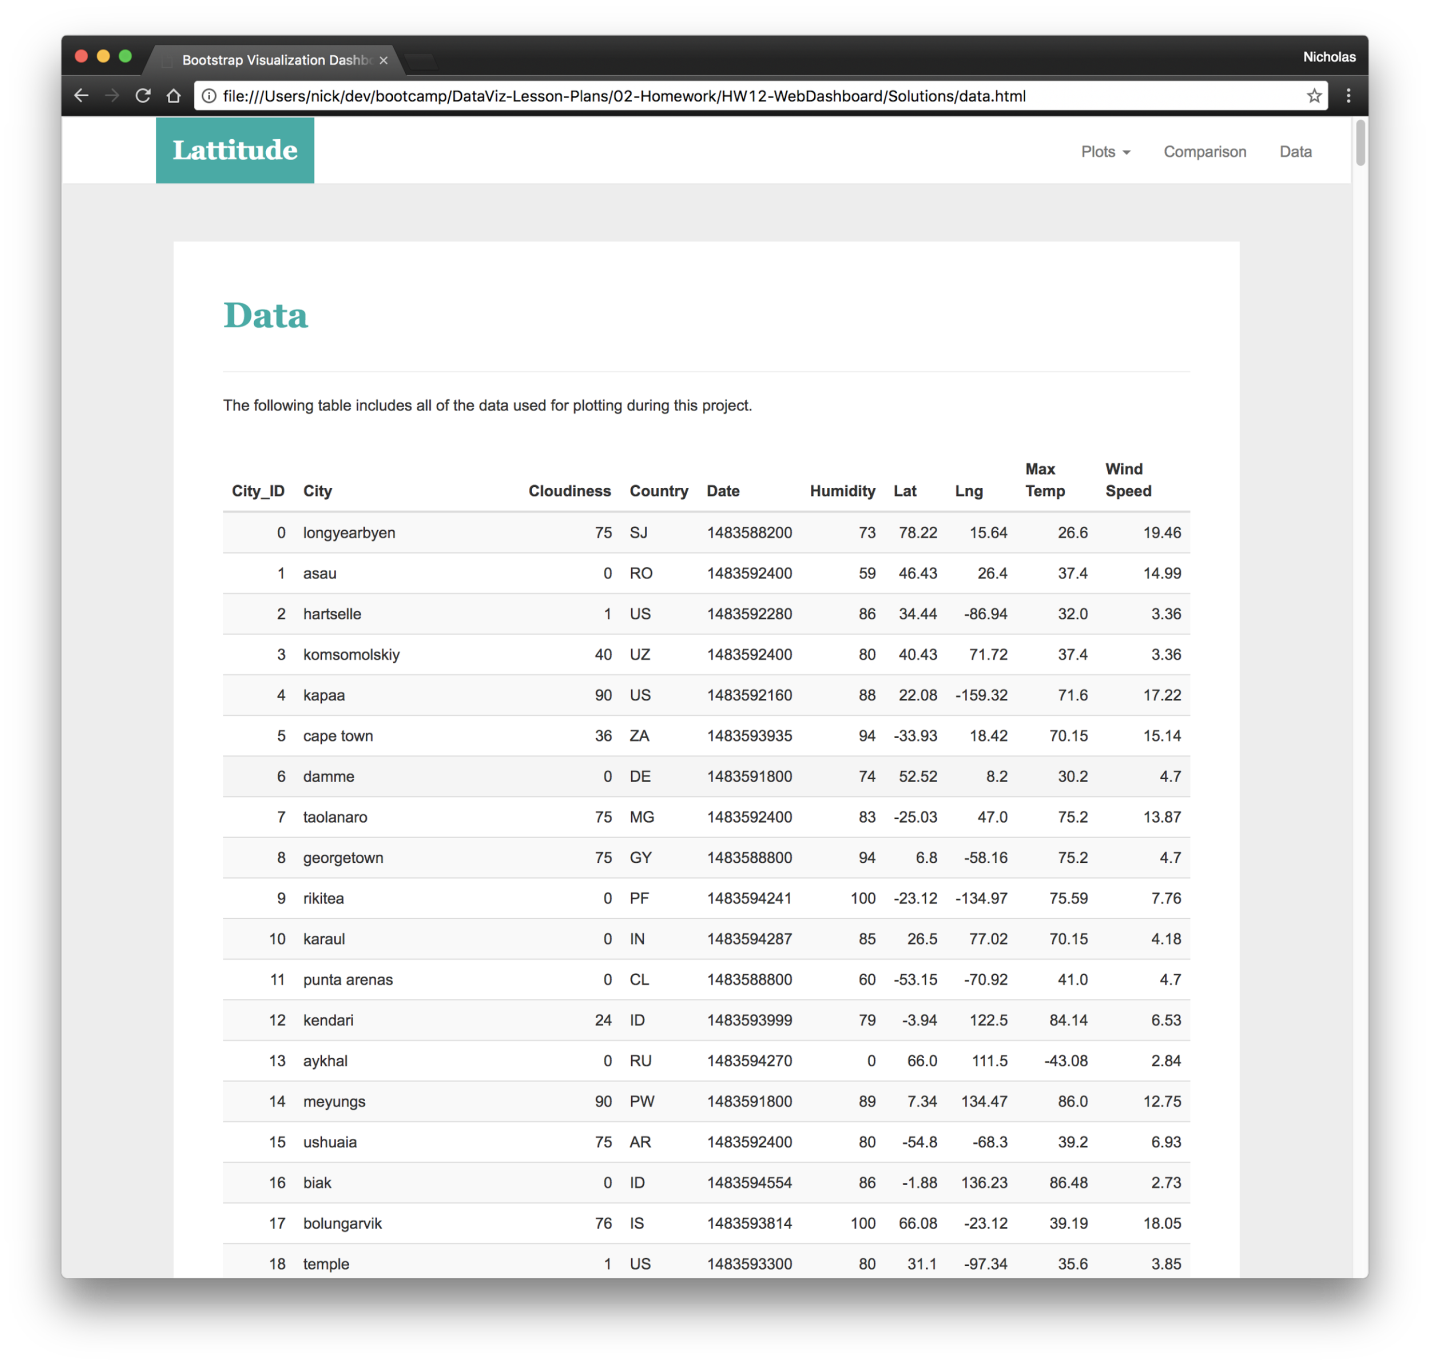 Bootstrap Visualization Dashb
Nicholas
file:///Users/nick/dev/bootcamp/DataViz-Lesson-Plans/02-Homework/HW12-WebDashboard/Solutions/data.html
Lattitude Plots Comparison Data
Data
The following table includes all of the data used for plotting during this project.
City_ID City Cloudiness Country Date Humidity Lat Lng Max Temp Wind Speed
0 longyearbyen 75 SJ 1483588200 73 78.22 15.64 26.6 19.46
1 asau 0 RO 1483592400 59 46.43 26.4 37.4 14.99
2 hartselle 1 US 1483592280 86 34.44 -86.94 32.0 3.36
3 komsomolskiy 40 UZ 1483592400 80 40.43 71.72 37.4 3.36
4 kapaa 90 US 1483592160 88 22.08 -159.32 71.6 17.22
5 cape town 36 ZA 1483593935 94 -33.93 18.42 70.15 15.14
6 damme 0 DE 1483591800 74 52.52 8.2 30.2 4.7
7 taolanaro 75 MG 1483592400 83 -25.03 47.0 75.2 13.87
8 georgetown 75 GY 1483588800 94 6.8 -58.16 75.2 4.7
9 rikitea 0 PF 1483594241 100 -23.12 -134.97 75.59 7.76
10 karaul 0 IN 1483594287 85 26.5 77.02 70.15 4.18
11 punta arenas 0 CL 1483588800 60 -53.15 -70.92 41.0 4.7
12 kendari 24 ID 1483593999 79 -3.94 122.5 84.14 6.53
13 aykhal 0 RU 1483594270 0 66.0 111.5 -43.08 2.84
14 meyungs 90 PW 1483591800 89 7.34 134.47 86.0 12.75
15 ushuaia 75 AR 1483592400 80 -54.8 -68.3 39.2 6.93
16 biak 0 ID 1483594554 86 -1.88 136.23 86.48 2.73
17 bolungarvik 76 IS 1483593814 100 66.08 -23.12 39.19 18.05
18 temple 1 US 1483593300 80 31.1 -97.34 35.6 3.85